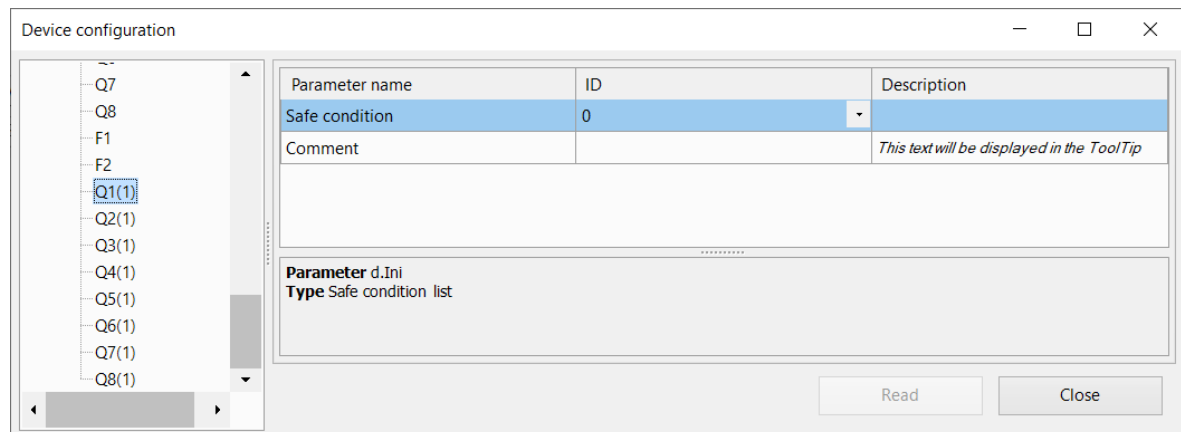 Device configuration
Q7
Q8
F1
F2
Q1(1)
Q2(1)
Q3(1)
Q4(1)
Q5(1)
Q6(1)
Q7(1)
Q8(1)
Parameter name ID Description
Safe condition 0
Comment This text will be displayed in the ToolTip
Parameter d.Ini
Type Safe condition list
Read Close